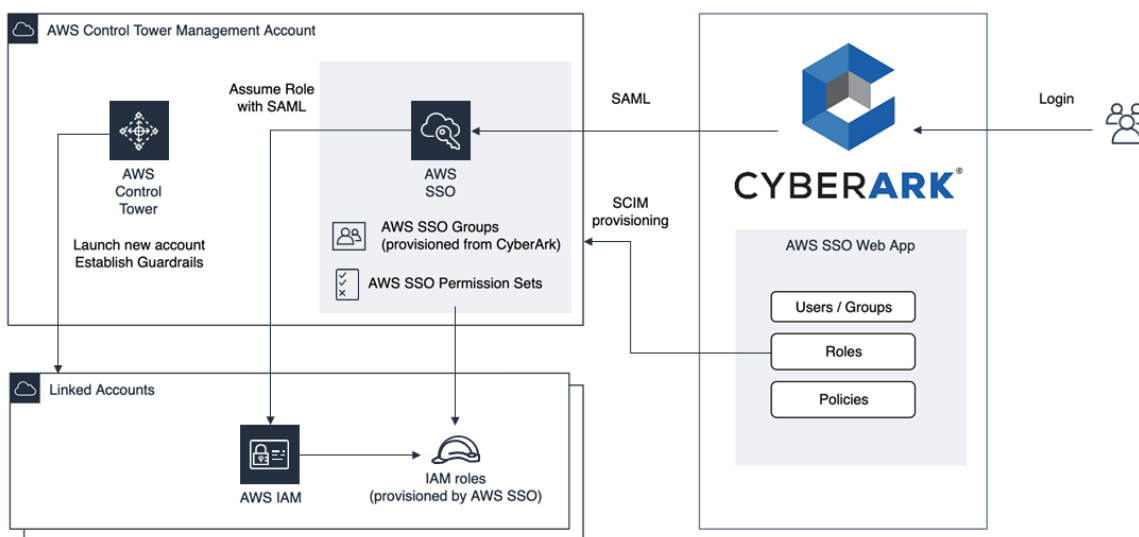 AWS Control Tower Management Account
Assume Role
with SAML
SAML
Login
AWS
Control
Tower
AWS
SSO
CYBERARK®
Launch new account
Establish Guardrails
AWS SSO Groups
(provisioned from CyberArk)
SCIM
provisioning
AWS SSO Permission Sets
AWS SSO Web App
Users / Groups
Roles
Policies
Linked Accounts
AWS IAM
IAM roles
(provisioned by AWS SSO)